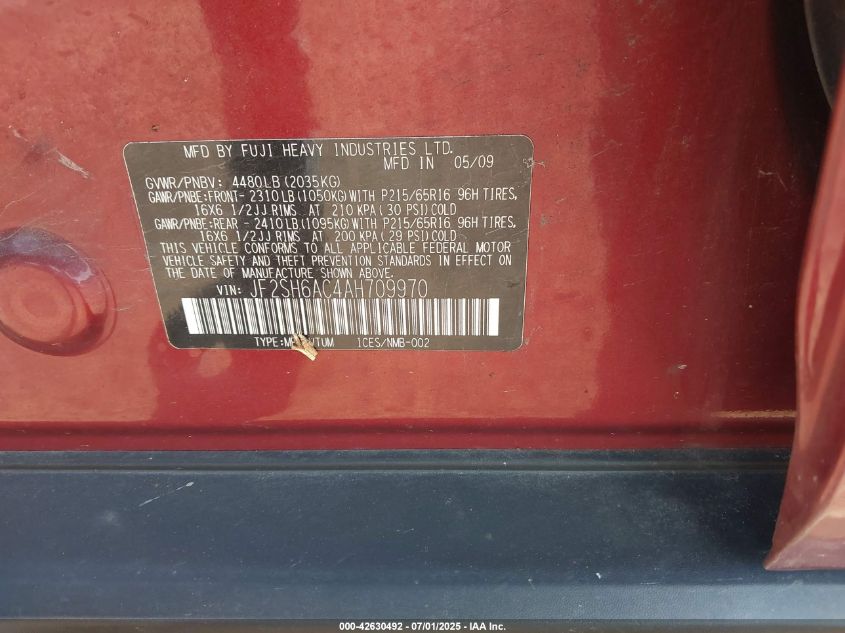 MFD BY FUJI HEAVY INDUSTRIES LTD.
MFD IN 05/09
GVWR/PNBV: 4480LB(2035KG)
GAWR/PNBE:FRONT- 2310LB(1050KG)WITH P215/65R16 96H TIRES,
16X6 1/2JJ.RIMS AT 210 KPA(30 PSI)COLD
GAWR/PNBE:REAR - 2410LB(1095KG)WITH P215/65R16 96H TIRES,
16X6 1/2JJ.RIMS AT 200 KPA(29 PSI)COLD
THIS VEHICLE CONFORMS TO ALL APPLICABLE FEDERAL MOTOR
VEHICLE SAFETY AND THEFT PREVENTION STANDARDS IN EFFECT ON
THE DATE OF MANUFACTURE SHOWN ABOVE.
VIN: JF2SH6AC4AH709970
TYPE: 1CES/NMB-002
000-42630492 - 07/01/2025 - IAA Inc.